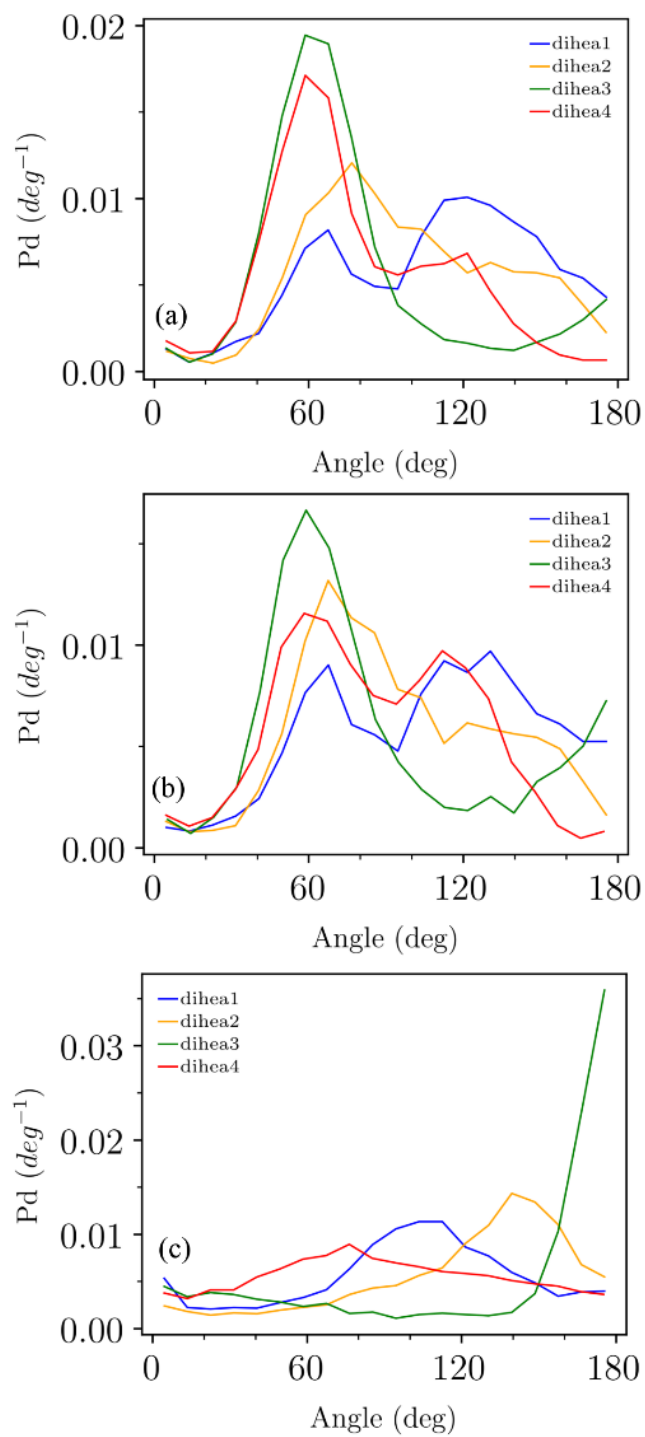 0.02
dihea1
dihea2
dihea3
dihea4
0.01
Pd (deg⁻¹)
(a)
0.00
0 60 120 180
Angle (deg)
dihea1
dihea2
dihea3
dihea4
0.01
Pd (deg⁻¹)
(b)
0.00
0 60 120 180
Angle (deg)
dihea1
dihea2
dihea3
dihea4
0.03
0.02
Pd (deg⁻¹)
0.01
(c)
0.00
0 60 120 180
Angle (deg)